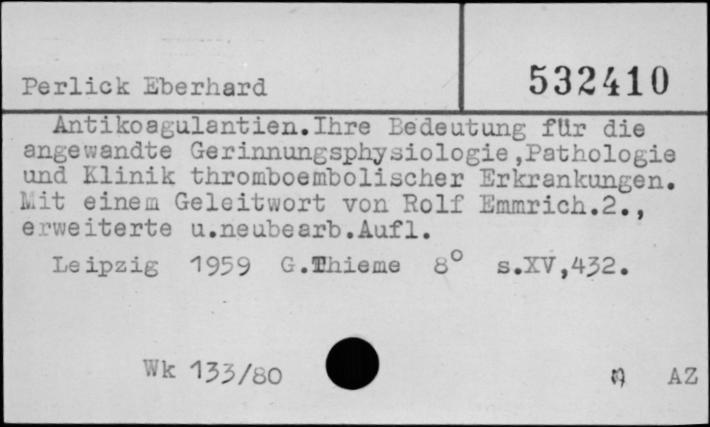 Perlick Eberhard
532410
Antikoagulantien.Ihre Bedeutung für die
angewandte Gerinnungsphysiologie,Pathologie
und Klinik thromboembolischer Erkrankungen.
Mit einem Geleitwort von Rolf Emmrich.2.,
erweiterte u.neubearb.Aufl.
Leipzig 1959 G.Thieme 8° s.XV,432.
Wk 133/80
AZ